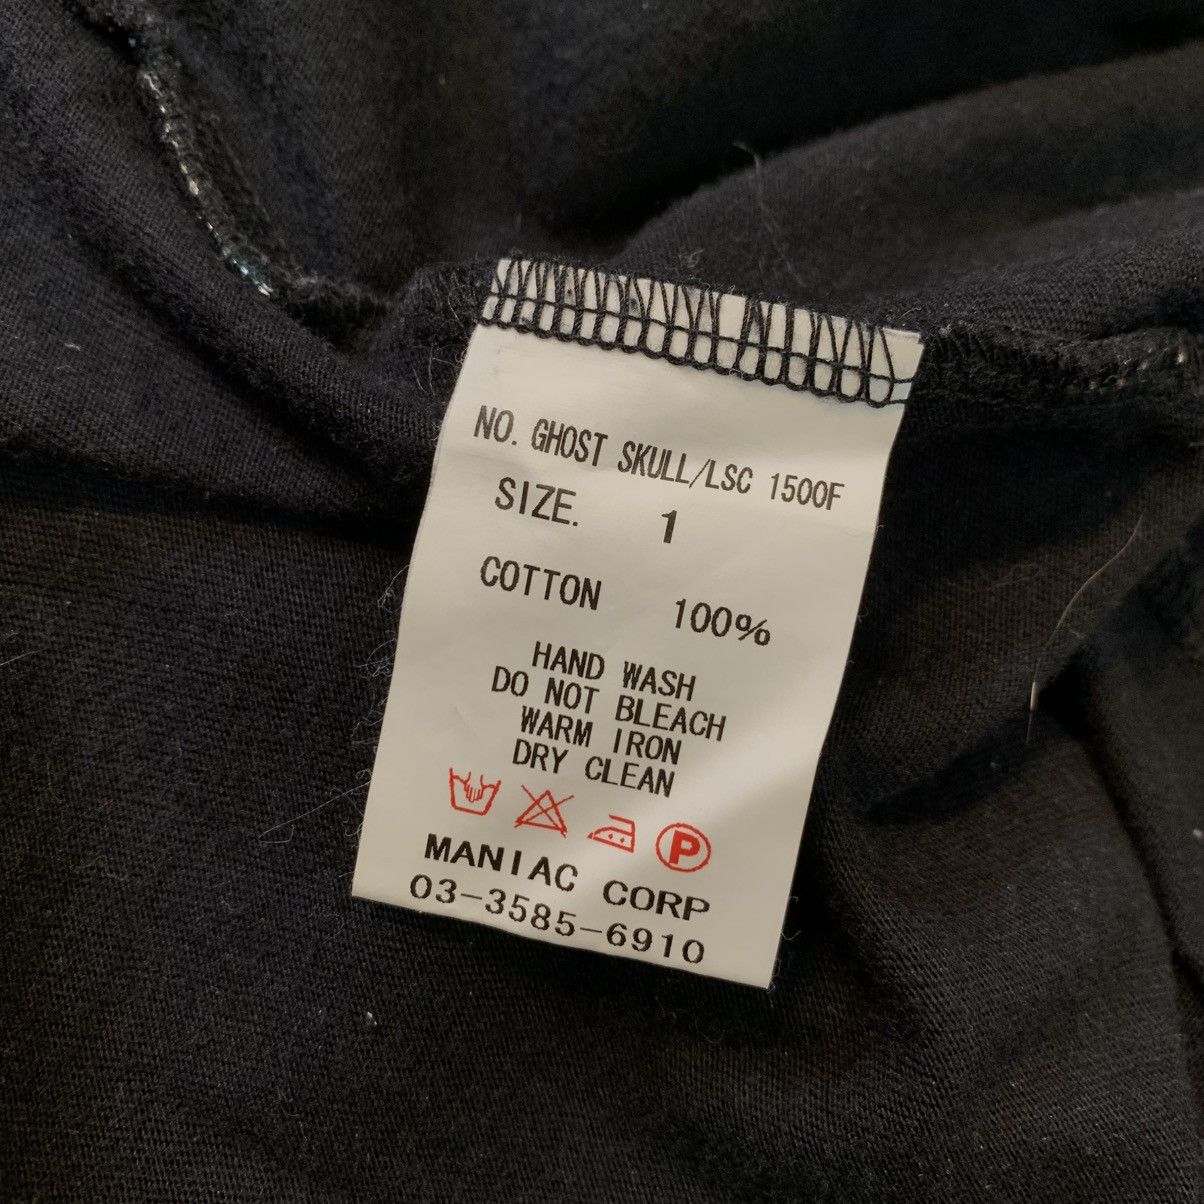 NO. GHOST SKULL/LSC 1500F
SIZE. 1
COTTON 100%
HAND WASH
DO NOT BLEACH
WARM IRON
DRY CLEAN
P
MANIAC CORP
03-3585-6910